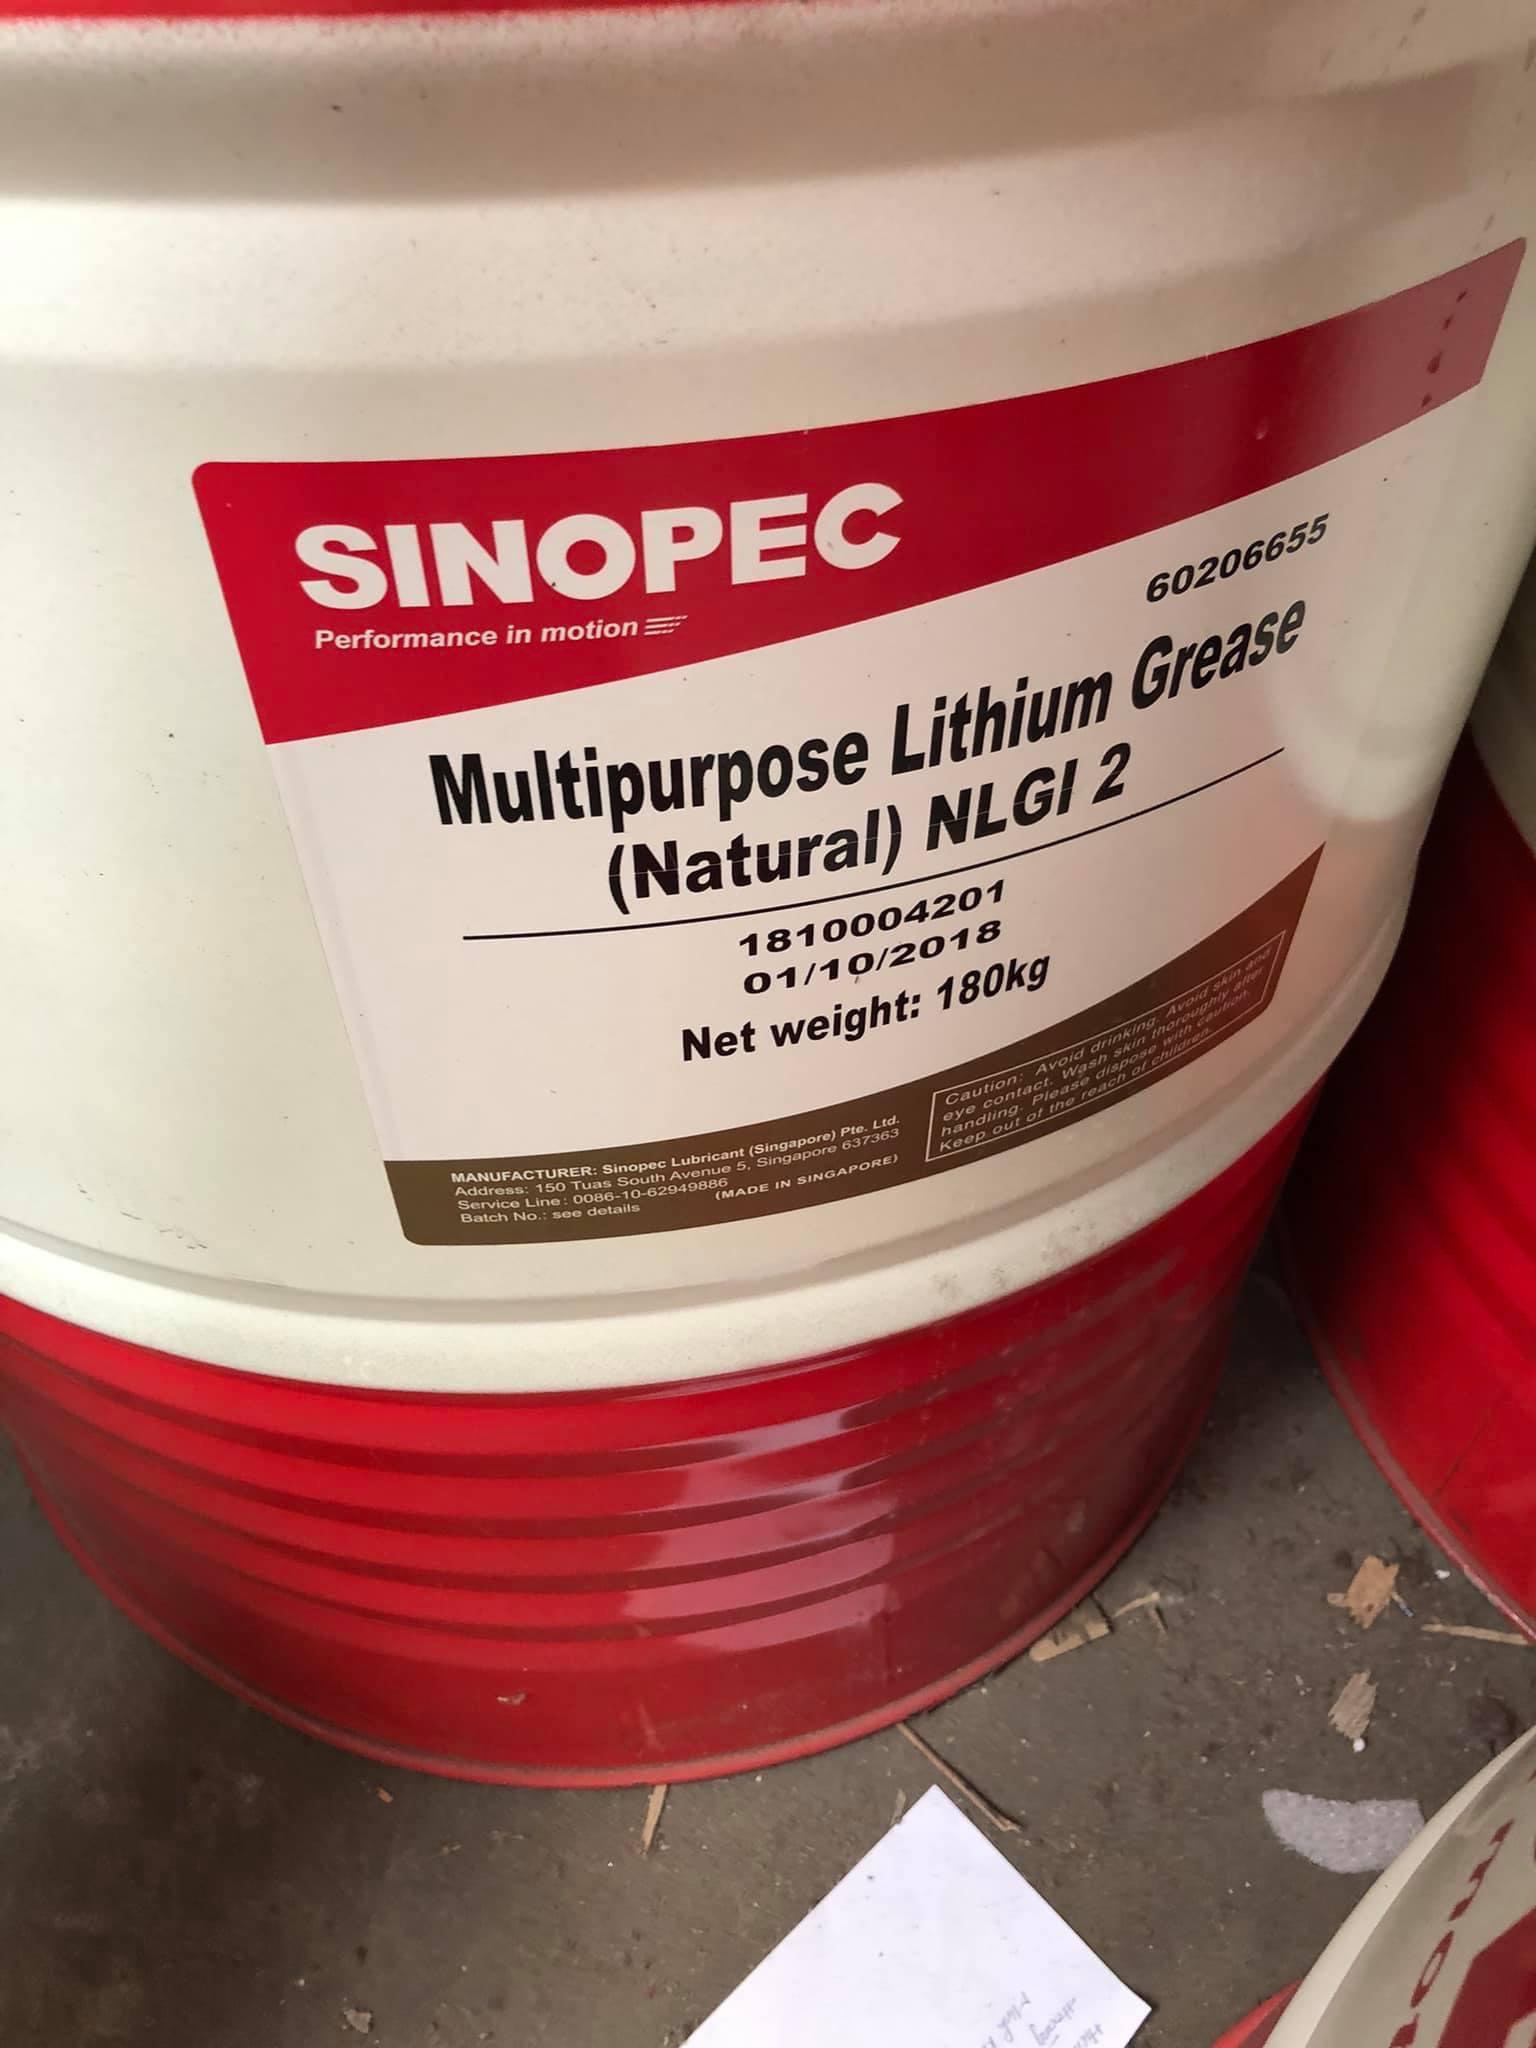 SINOPEC
Performance in motion
60206655
Multipurpose Lithium Grease
(Natural) NLGI 2
1810004201
01/10/2018
Net weight: 180kg
MANUFACTURER: Sinopec Lubricant (Singapore) Pte. Ltd.
Address: 150 Tuas South Avenue 5, Singapore 637363
Service Line: 0086-10-62949886
Batch No.: see details
(MADE IN SINGAPORE)
Caution: Avoid drinking. Avoid skin and
eye contact. Wash skin thoroughly after
handling. Please dispose with caution.
Keep out of the reach of children.